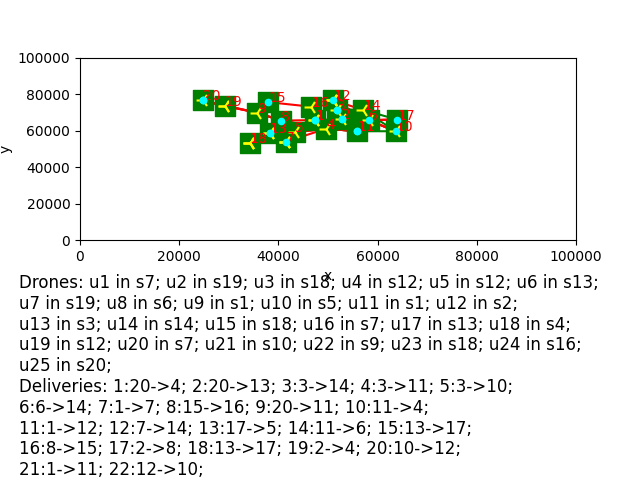 100000
80000
60000
40000
20000
0
y
0 20000 40000 60000 80000 100000
x
Drones: u1 in s7; u2 in s19; u3 in s18; u4 in s12; u5 in s12; u6 in s13;
u7 in s19; u8 in s6; u9 in s1; u10 in s5; u11 in s1; u12 in s2;
u13 in s3; u14 in s14; u15 in s18; u16 in s7; u17 in s13; u18 in s4;
u19 in s12; u20 in s7; u21 in s10; u22 in s9; u23 in s18; u24 in s16;
u25 in s20;
Deliveries: 1:20->4; 2:20->13; 3:3->14; 4:3->11; 5:3->10;
6:6->14; 7:1->7; 8:15->16; 9:20->11; 10:11->4;
11:1->12; 12:7->14; 13:17->5; 14:11->6; 15:13->17;
16:8->15; 17:2->8; 18:13->17; 19:2->4; 20:10->12;
21:1->11; 22:12->10;